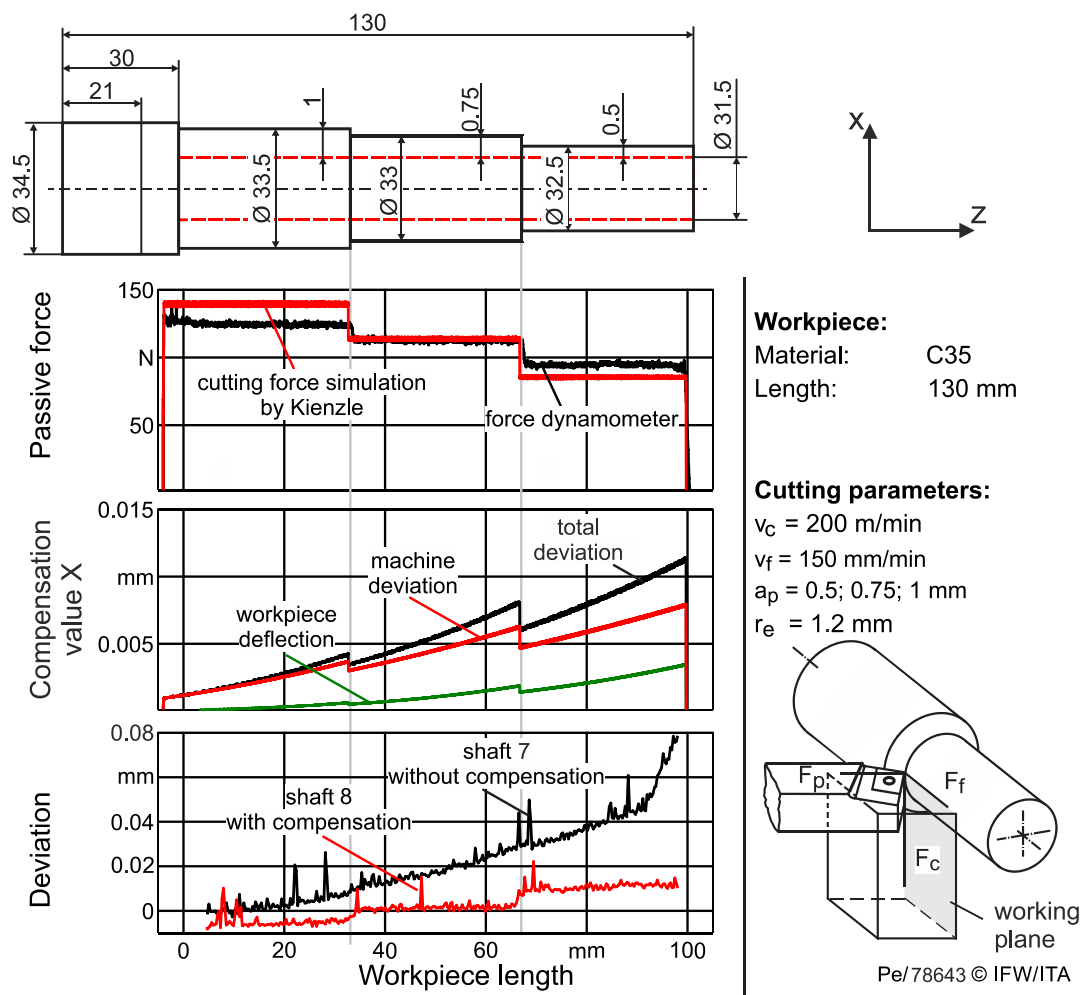 130
30
21
1
0.75
0.5
Ø 31.5
Ø 34.5
Ø 33.5
Ø 33
Ø 32.5
X
Z
Passive force
150
N
50
cutting force simulation
by Kienzle
force dynamometer
Compensation
value X
0.015
mm
0.005
total
deviation
machine
deviation
workpiece
deflection
Deviation
0.08
mm
0.04
0.02
0
shaft 7
without compensation
shaft 8
with compensation
0
20
40
60
mm
100
Workpiece length
Workpiece:
Material: C35
Length: 130 mm
Cutting parameters:
vc = 200 m/min
vf = 150 mm/min
ap = 0.5; 0.75; 1 mm
re = 1.2 mm
Fp
Ff
Fc
working
plane
Pe/78643 © IFW/ITA